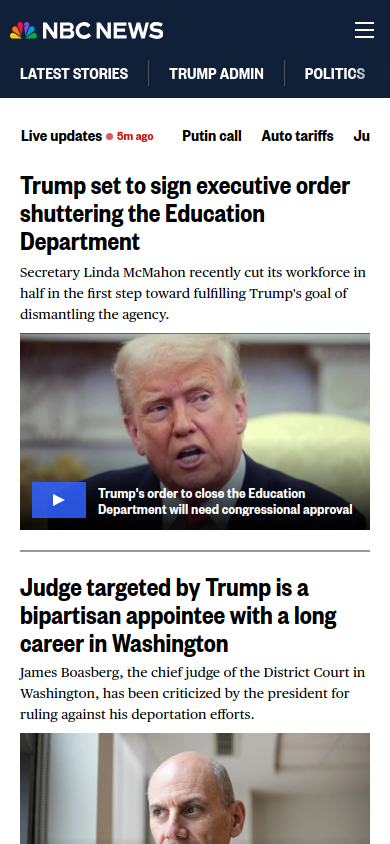 NBC NEWS
LATEST STORIES
TRUMP ADMIN
POLITICS
Live updates 5m ago Putin call Auto tariffs Ju
Trump set to sign executive order
shuttering the Education
Department
Secretary Linda McMahon recently cut its workforce in
half in the first step toward fulfilling Trump's goal of
dismantling the agency.
Trump's order to close the Education
Department will need congressional approval
Judge targeted by Trump is a
bipartisan appointee with a long
career in Washington
James Boasberg, the chief judge of the District Court in
Washington, has been criticized by the president for
ruling against his deportation efforts.